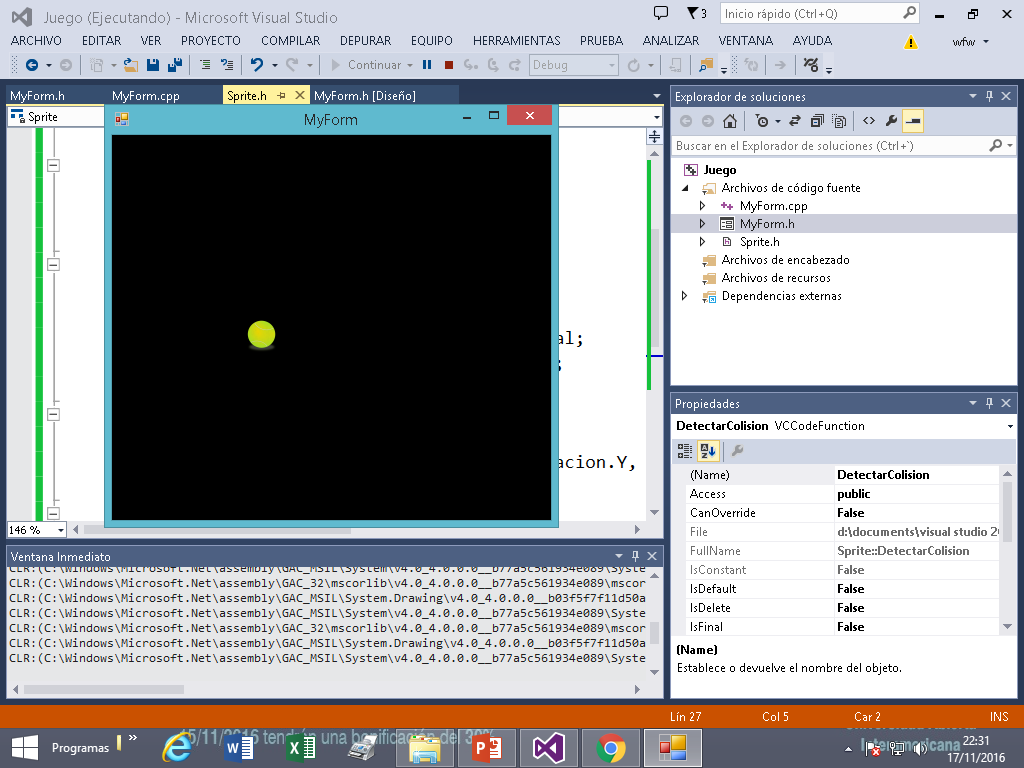 Juego (Ejecutando) - Microsoft Visual Studio
3
Inicio rápido (Ctrl+Q)
ARCHIVO EDITAR VER PROYECTO COMPILAR DEPURAR EQUIPO HERRAMIENTAS PRUEBA ANALIZAR VENTANA AYUDA
wfw
Continuar
Debug
MyForm.h MyForm.cpp Sprite.h MyForm.h [Diseño]
Sprite
MyForm
al;
acion.Y,
146 %
Explorador de soluciones
Buscar en el Explorador de soluciones (Ctrl+`)
Juego
Archivos de código fuente
MyForm.cpp
MyForm.h
Sprite.h
Archivos de encabezado
Archivos de recursos
Dependencias externas
Propiedades
DetectarColision VCCodeFunction
(Name) DetectarColision
Access public
CanOverride False
File d:\documents\visual studio 20
FullName Sprite::DetectarColision
IsConstant False
IsDefault False
IsDelete False
IsFinal False
(Name)
Establece o devuelve el nombre del objeto.
Ventana Inmediato
CLR:(C:\Windows\Microsoft.Net\assembly\GAC_MSIL\System\v4.0_4.0.0.0__b77a5c561934e089\Syste
CLR:(C:\Windows\Microsoft.Net\assembly\GAC_32\mscorlib\v4.0_4.0.0.0__b77a5c561934e089\mscor
CLR:(C:\Windows\Microsoft.Net\assembly\GAC_MSIL\System.Drawing\v4.0_4.0.0.0__b03f5f7f11d50a
CLR:(C:\Windows\Microsoft.Net\assembly\GAC_MSIL\System\v4.0_4.0.0.0__b77a5c561934e089\Syste
CLR:(C:\Windows\Microsoft.Net\assembly\GAC_32\mscorlib\v4.0_4.0.0.0__b77a5c561934e089\mscor
CLR:(C:\Windows\Microsoft.Net\assembly\GAC_MSIL\System.Drawing\v4.0_4.0.0.0__b03f5f7f11d50a
CLR:(C:\Windows\Microsoft.Net\assembly\GAC_MSIL\System\v4.0_4.0.0.0__b77a5c561934e089\Syste
Lín 27 Col 5 Car 2 INS
Programas
5/11/2016 tendrán una bonificación del 30%
Interamericana
22:31
17/11/2016